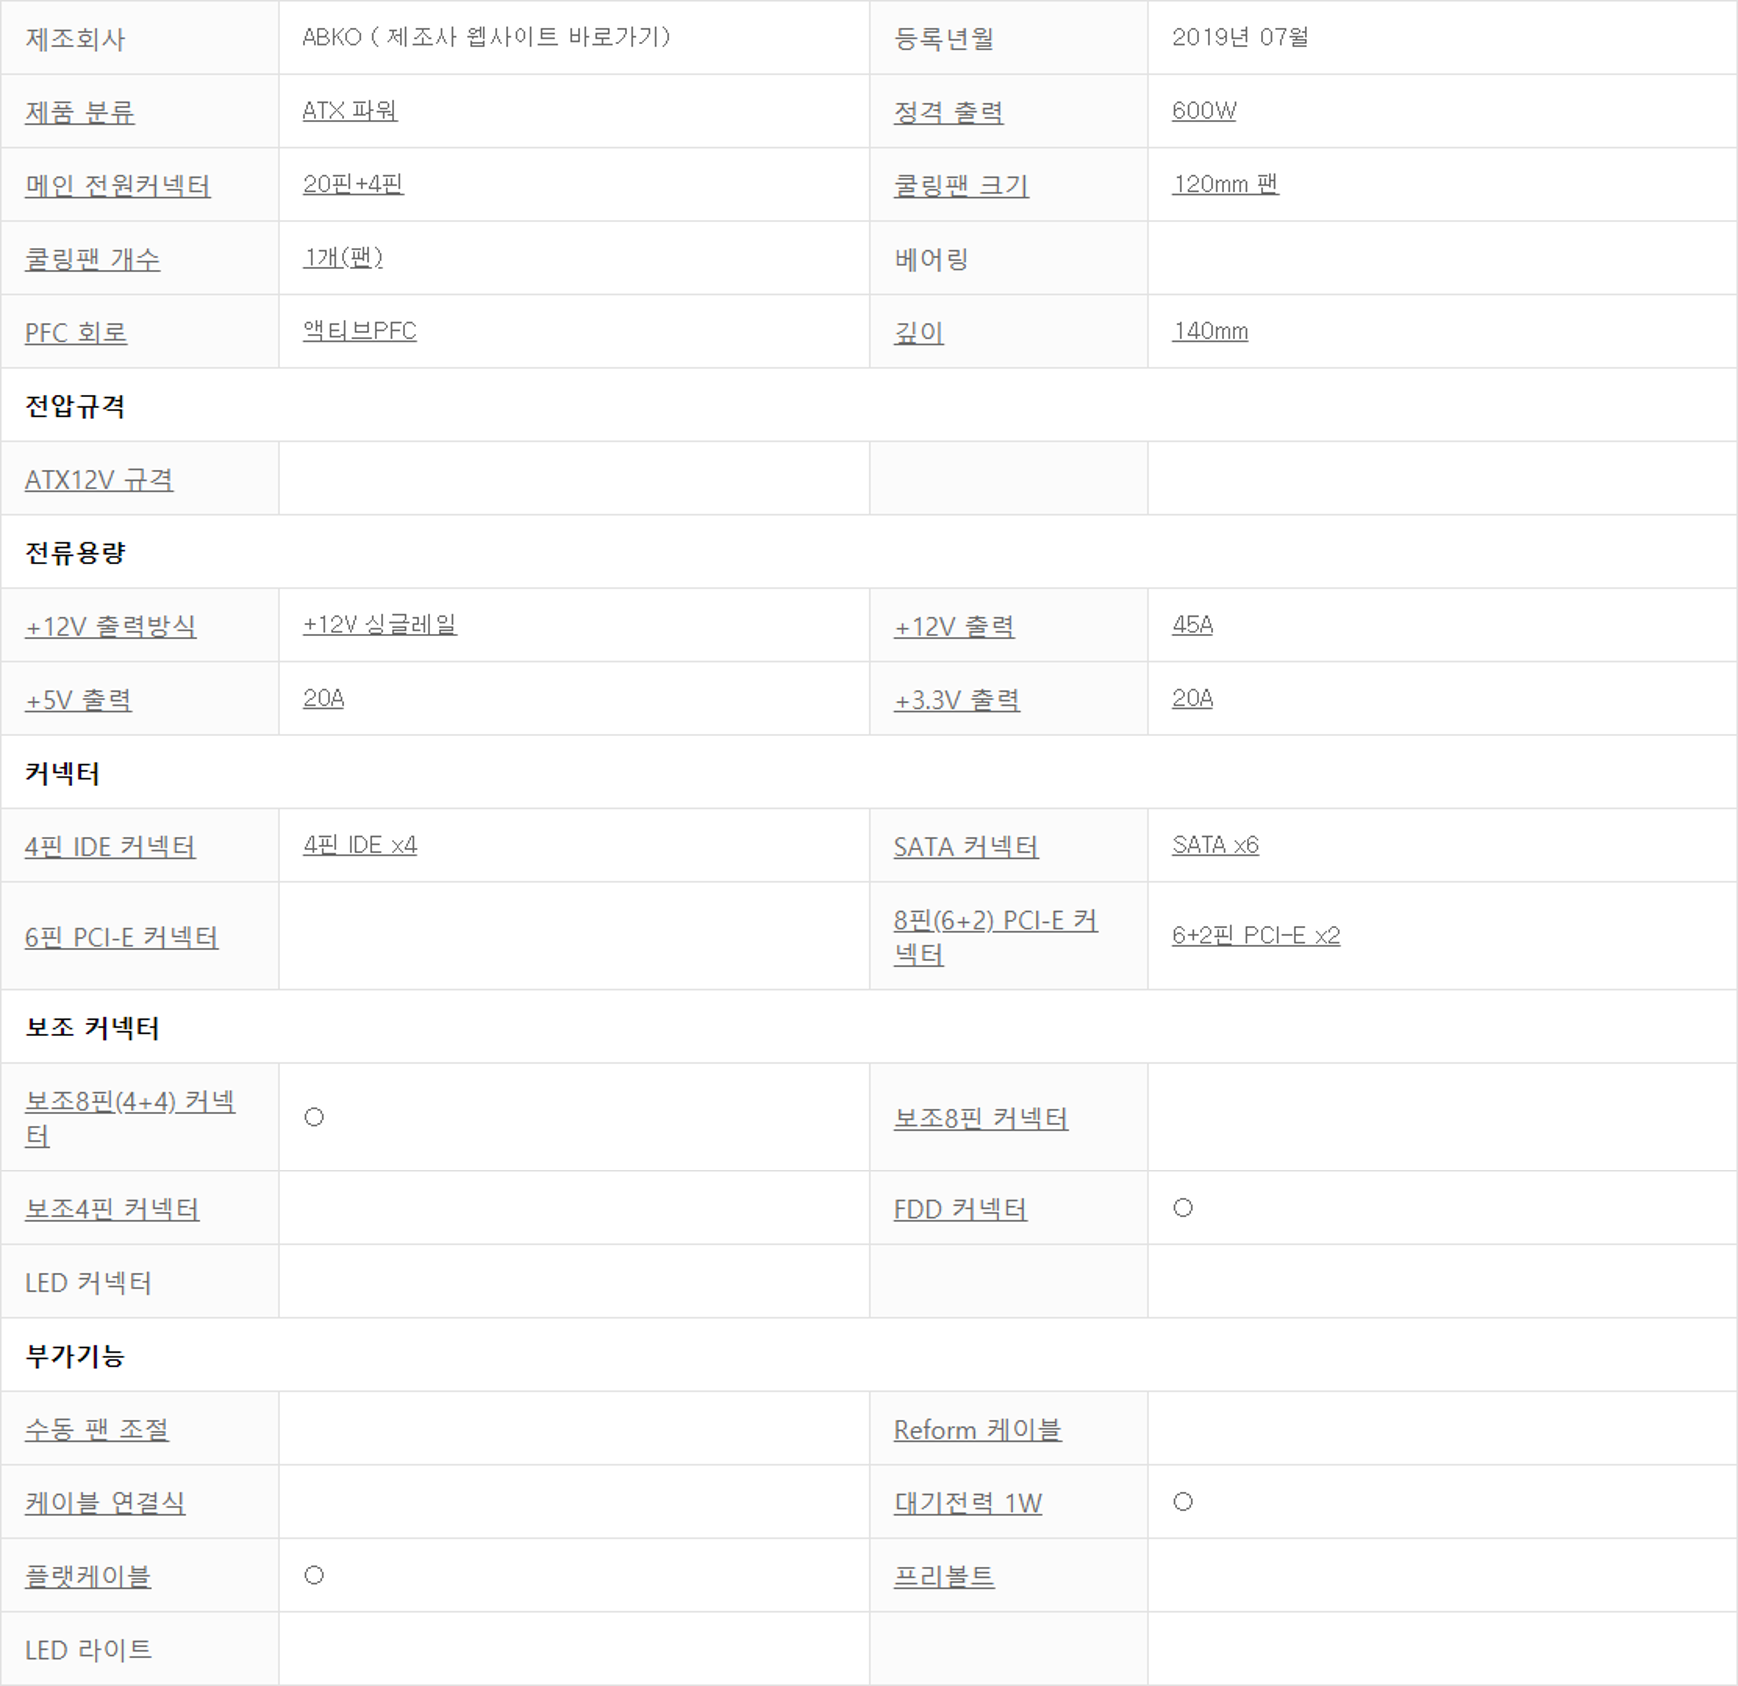 제조회사 ABKO ( 제조사 웹사이트 바로가기) 등록년월 2019년 07월
제품 분류 ATX 파워 정격 출력 600W
메인 전원커넥터 20핀+4핀 쿨링팬 크기 120mm 팬
쿨링팬 개수 1개(팬) 베어링
PFC 회로 액티브PFC 깊이 140mm
전압규격
ATX12V 규격
전류용량
+12V 출력방식 +12V 싱글레일 +12V 출력 45A
+5V 출력 20A +3.3V 출력 20A
커넥터
4핀 IDE 커넥터 4핀 IDE x4 SATA 커넥터 SATA x6
6핀 PCI-E 커넥터 8핀(6+2) PCI-E 커
넥터 6+2핀 PCI-E x2
보조 커넥터
보조8핀(4+4) 커넥
터 ○ 보조8핀 커넥터
보조4핀 커넥터 FDD 커넥터 ○
LED 커넥터
부가기능
수동 팬 조절 Reform 케이블
케이블 연결식 대기전력 1W ○
플랫케이블 ○ 프리볼트
LED 라이트